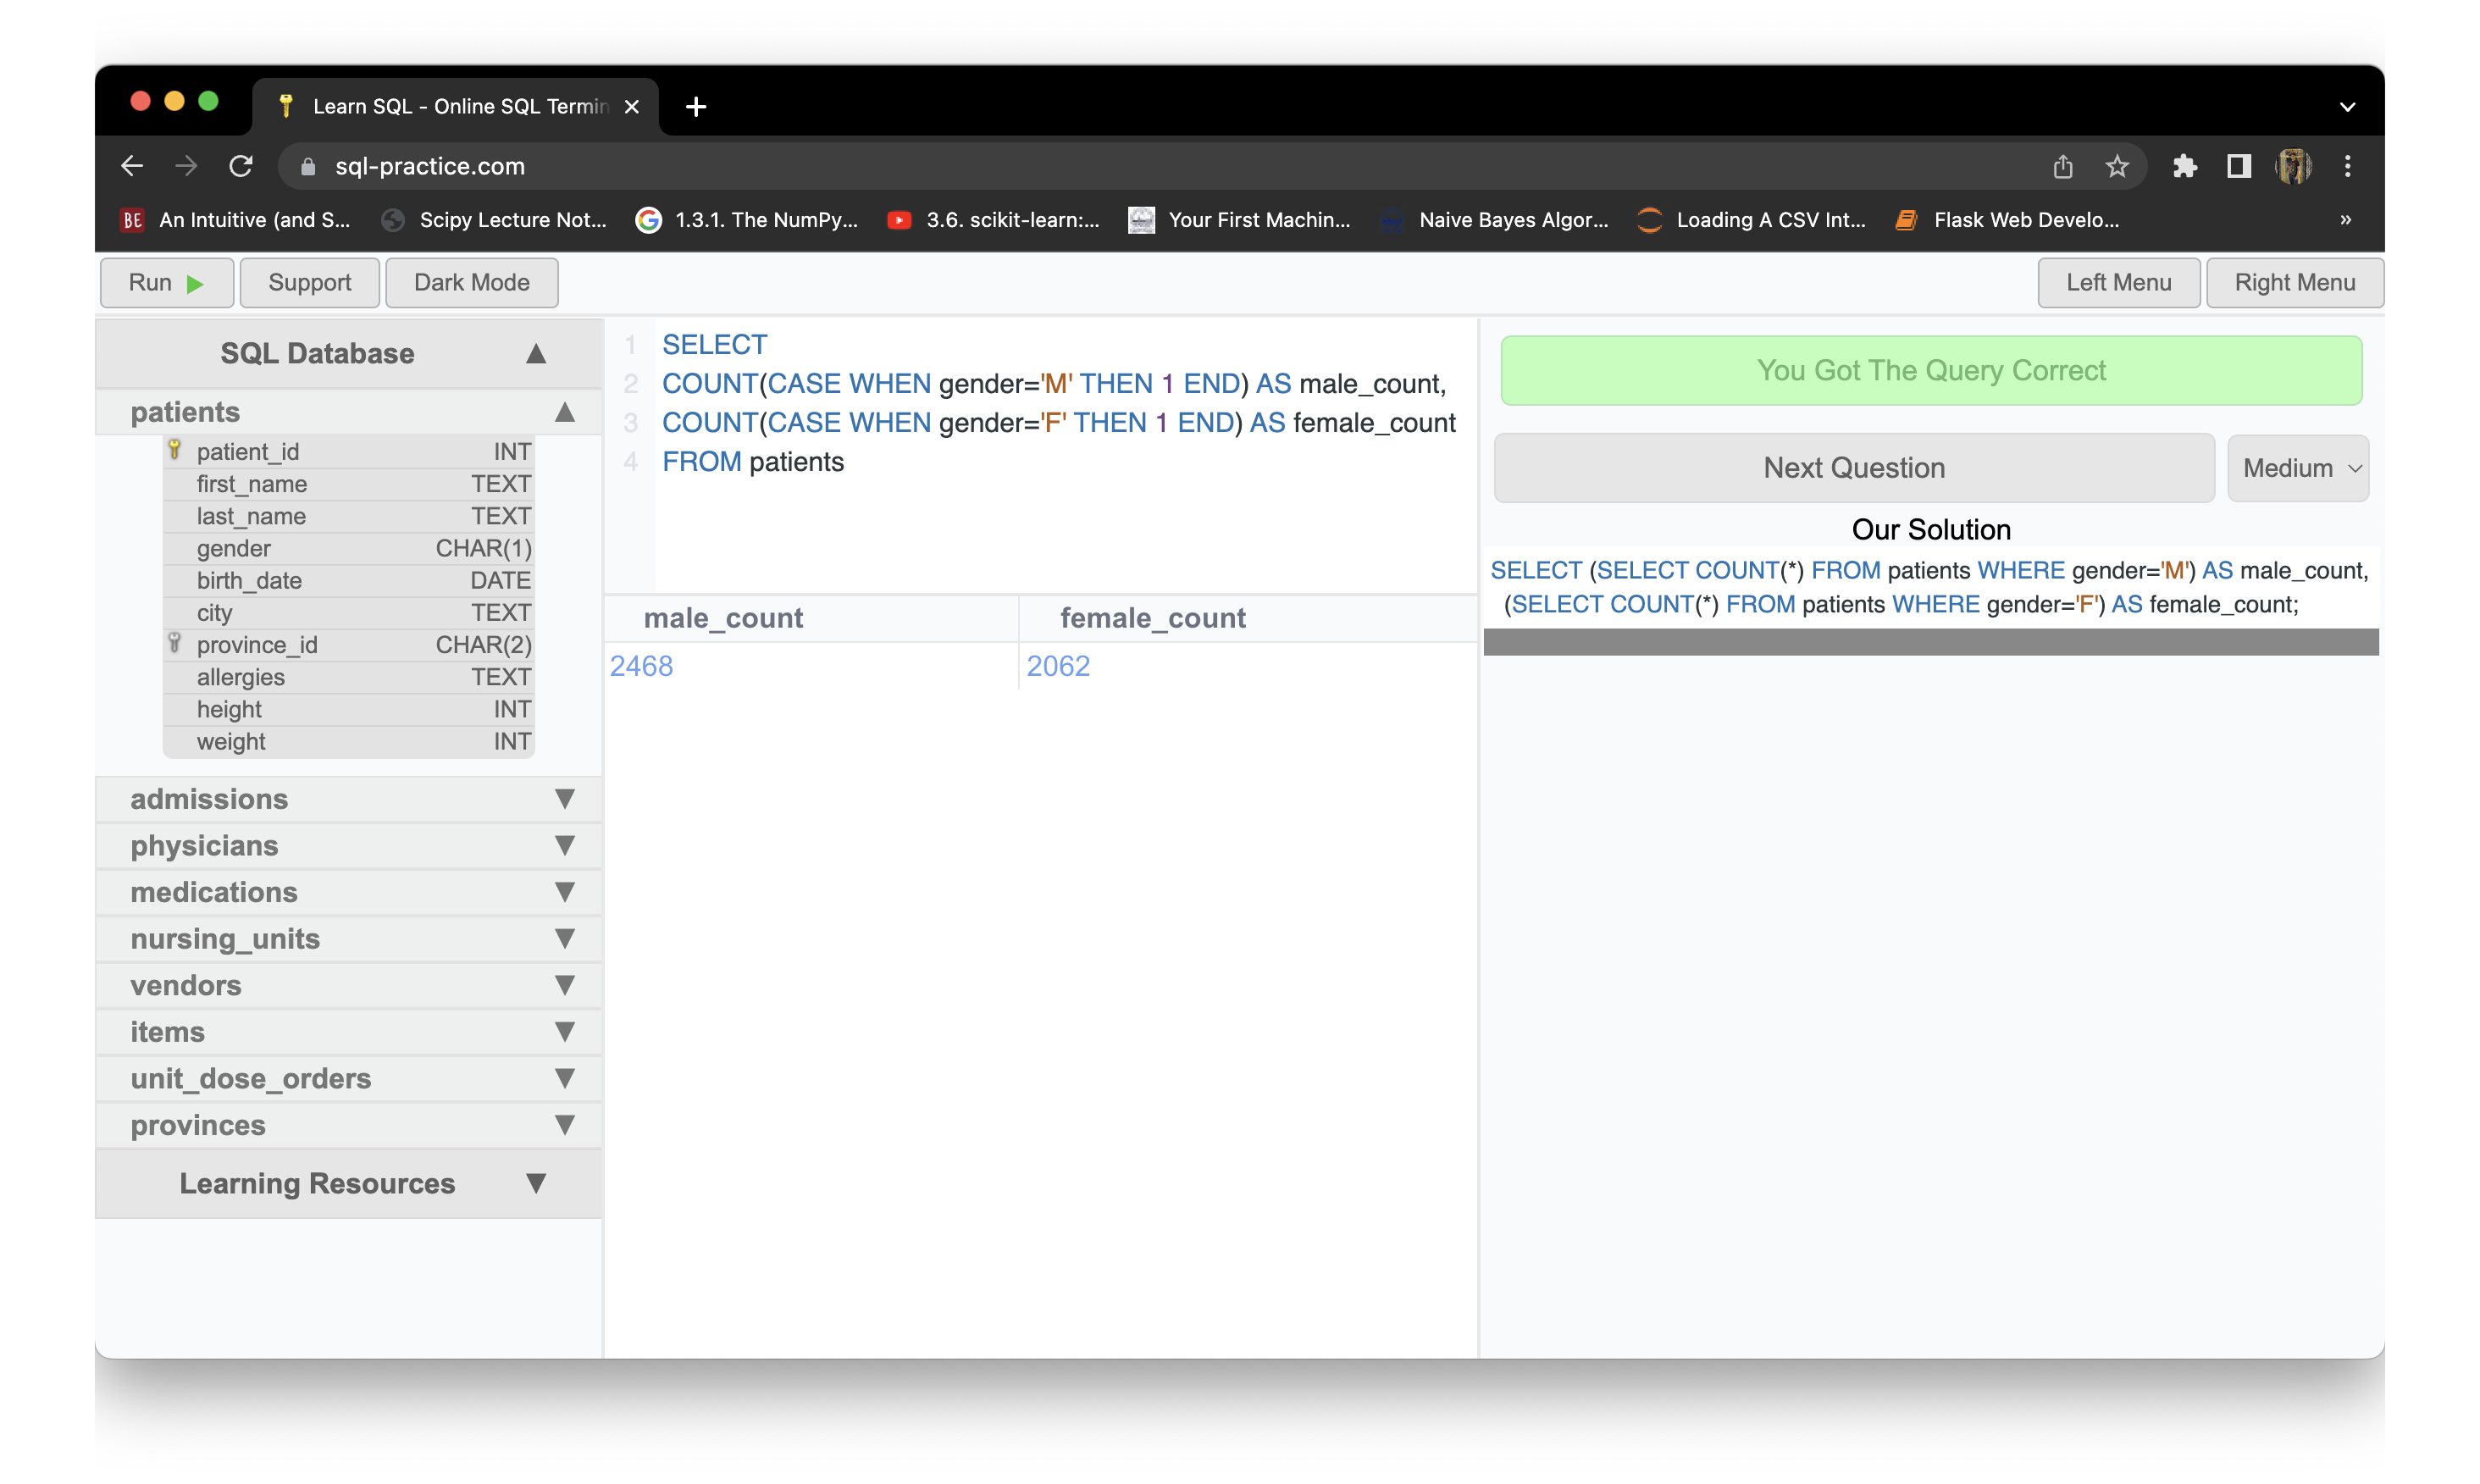 Learn SQL - Online SQL Termin
sql-practice.com
BE An Intuitive (and S... Scipy Lecture Not... 1.3.1. The NumPy... 3.6. scikit-learn:... Your First Machin... Naive Bayes Algor... Loading A CSV Int... Flask Web Develo... »
Run Support Dark Mode Left Menu Right Menu
SQL Database
patients
patient_id INT
first_name TEXT
last_name TEXT
gender CHAR(1)
birth_date DATE
city TEXT
province_id CHAR(2)
allergies TEXT
height INT
weight INT
admissions
physicians
medications
nursing_units
vendors
items
unit_dose_orders
provinces
Learning Resources
1 SELECT
2 COUNT(CASE WHEN gender='M' THEN 1 END) AS male_count,
3 COUNT(CASE WHEN gender='F' THEN 1 END) AS female_count
4 FROM patients
male_count female_count
2468 2062
You Got The Query Correct
Next Question Medium
Our Solution
SELECT (SELECT COUNT(*) FROM patients WHERE gender='M') AS male_count,
(SELECT COUNT(*) FROM patients WHERE gender='F') AS female_count;